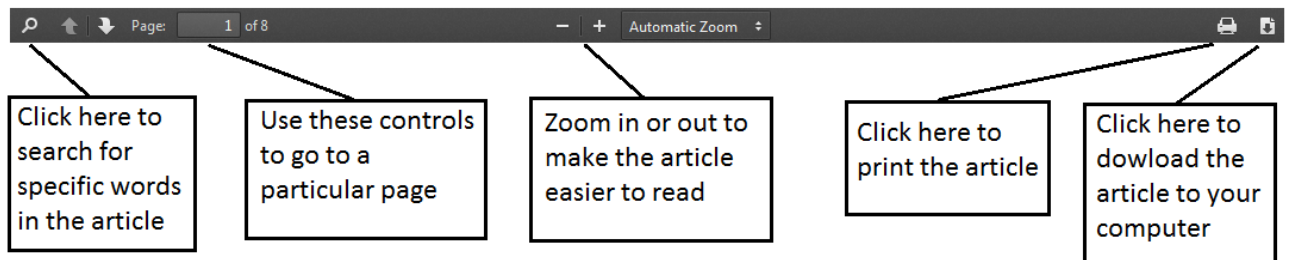 Page: 1 of 8 Automatic Zoom
Click here to
search for
specific words
in the article
Use these controls
to go to a
particular page
Zoom in or out to
make the article
easier to read
Click here to
print the article
Click here to
dowload the
article to your
computer